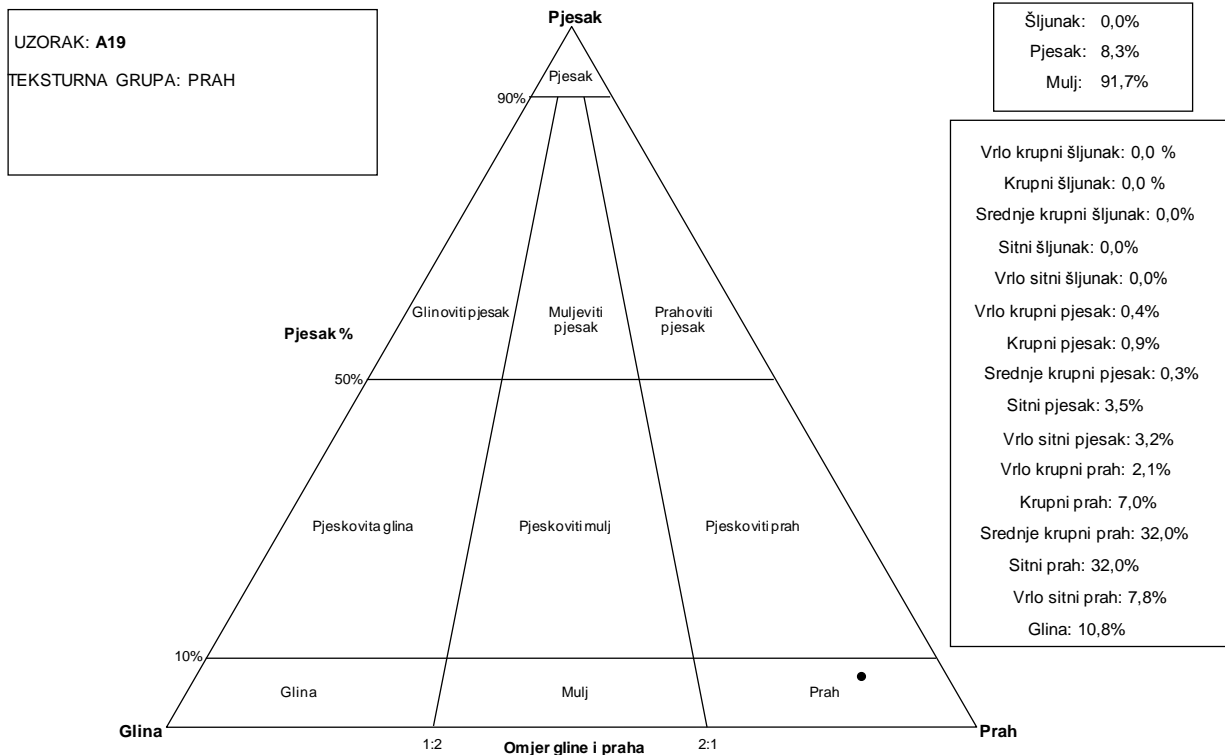 UZORAK: A19
TEKSTURNA GRUPA: PRAH
Pjesak
Pjesak
90%
Glinoviti pjesak
Muljeviti
pjesak
Prahoviti
pjesak
Pjesak %
50%
Pjeskovita glina
Pjeskoviti mulj
Pjeskoviti prah
10%
Glina
Mulj
Prah
Glina
Prah
1:2
Omjer gline i praha
2:1
Šljunak: 0,0%
Pjesak: 8,3%
Mulj: 91,7%
Vrlo krupni šljunak: 0,0 %
Krupni šljunak: 0,0 %
Srednje krupni šljunak: 0,0%
Sitni šljunak: 0,0%
Vrlo sitni šljunak: 0,0%
Vrlo krupni pjesak: 0,4%
Krupni pjesak: 0,9%
Srednje krupni pjesak: 0,3%
Sitni pjesak: 3,5%
Vrlo sitni pjesak: 3,2%
Vrlo krupni prah: 2,1%
Krupni prah: 7,0%
Srednje krupni prah: 32,0%
Sitni prah: 32,0%
Vrlo sitni prah: 7,8%
Glina: 10,8%